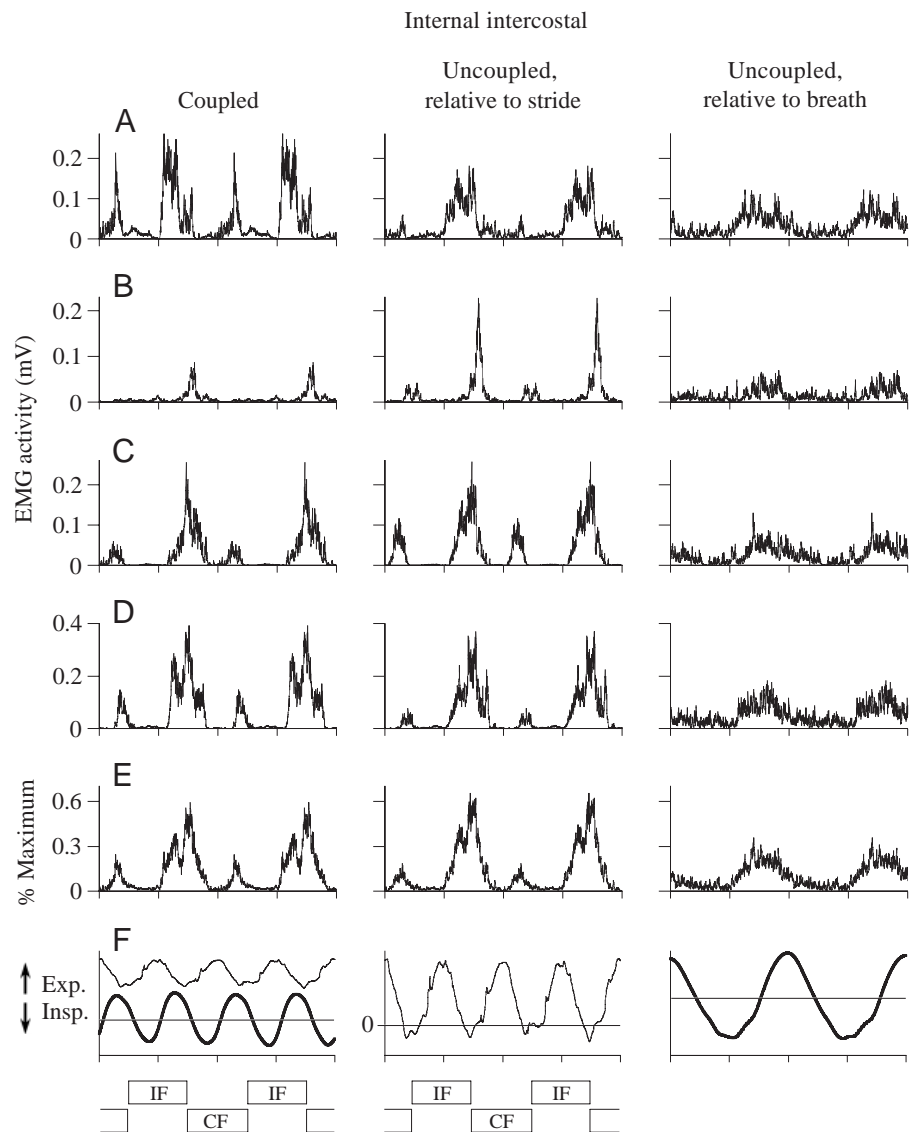 Internal intercostal
Coupled
Uncoupled,
relative to stride
Uncoupled,
relative to breath
EMG activity (mV)
A
0.2
0.1
0
B
0.2
0.1
0
C
0.2
0.1
0
D
0.4
0.2
0
% Maximum
E
0.6
0.3
0
F
Exp.
Insp.
0
IF IF IF IF
CF CF